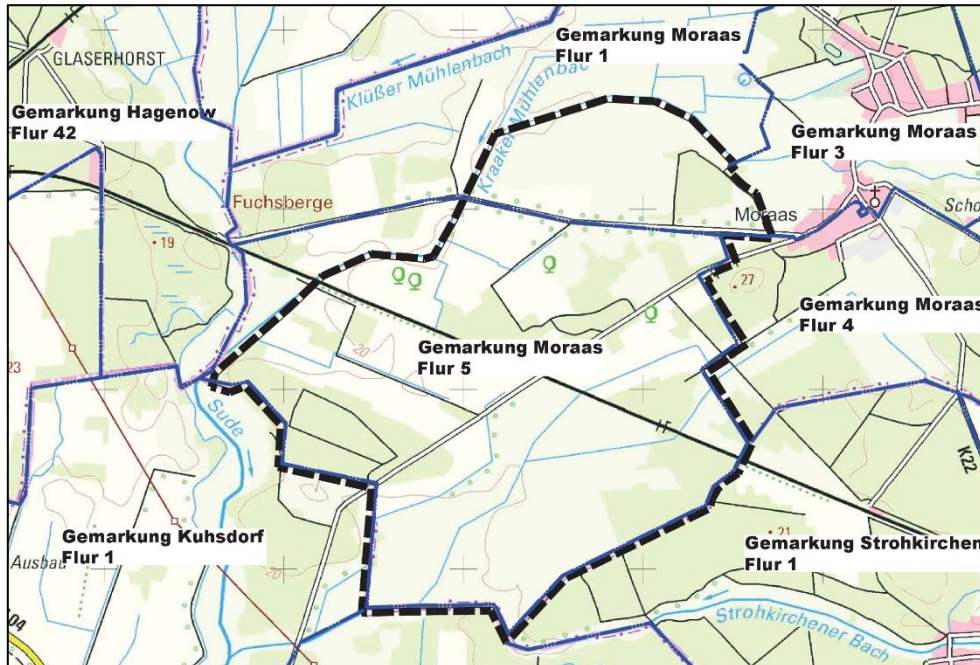 Gemarkung Moraas
Flur 1
GLASERHORST
Klüßer Mühlenbach
Kraaker Mühlenbach
Gemarkung Hagenow
Flur 42
Gemarkung Moraas
Flur 3
Fuchsberge
Moraas
19
27
Gemarkung Moraas
Flur 4
Gemarkung Moraas
Flur 5
20
23
Sude
K22
Gemarkung Kuhsdorf
Flur 1
Ausbau
20
21
Gemarkung Strohkirchen
Flur 1
Strohkirchener Bach
04